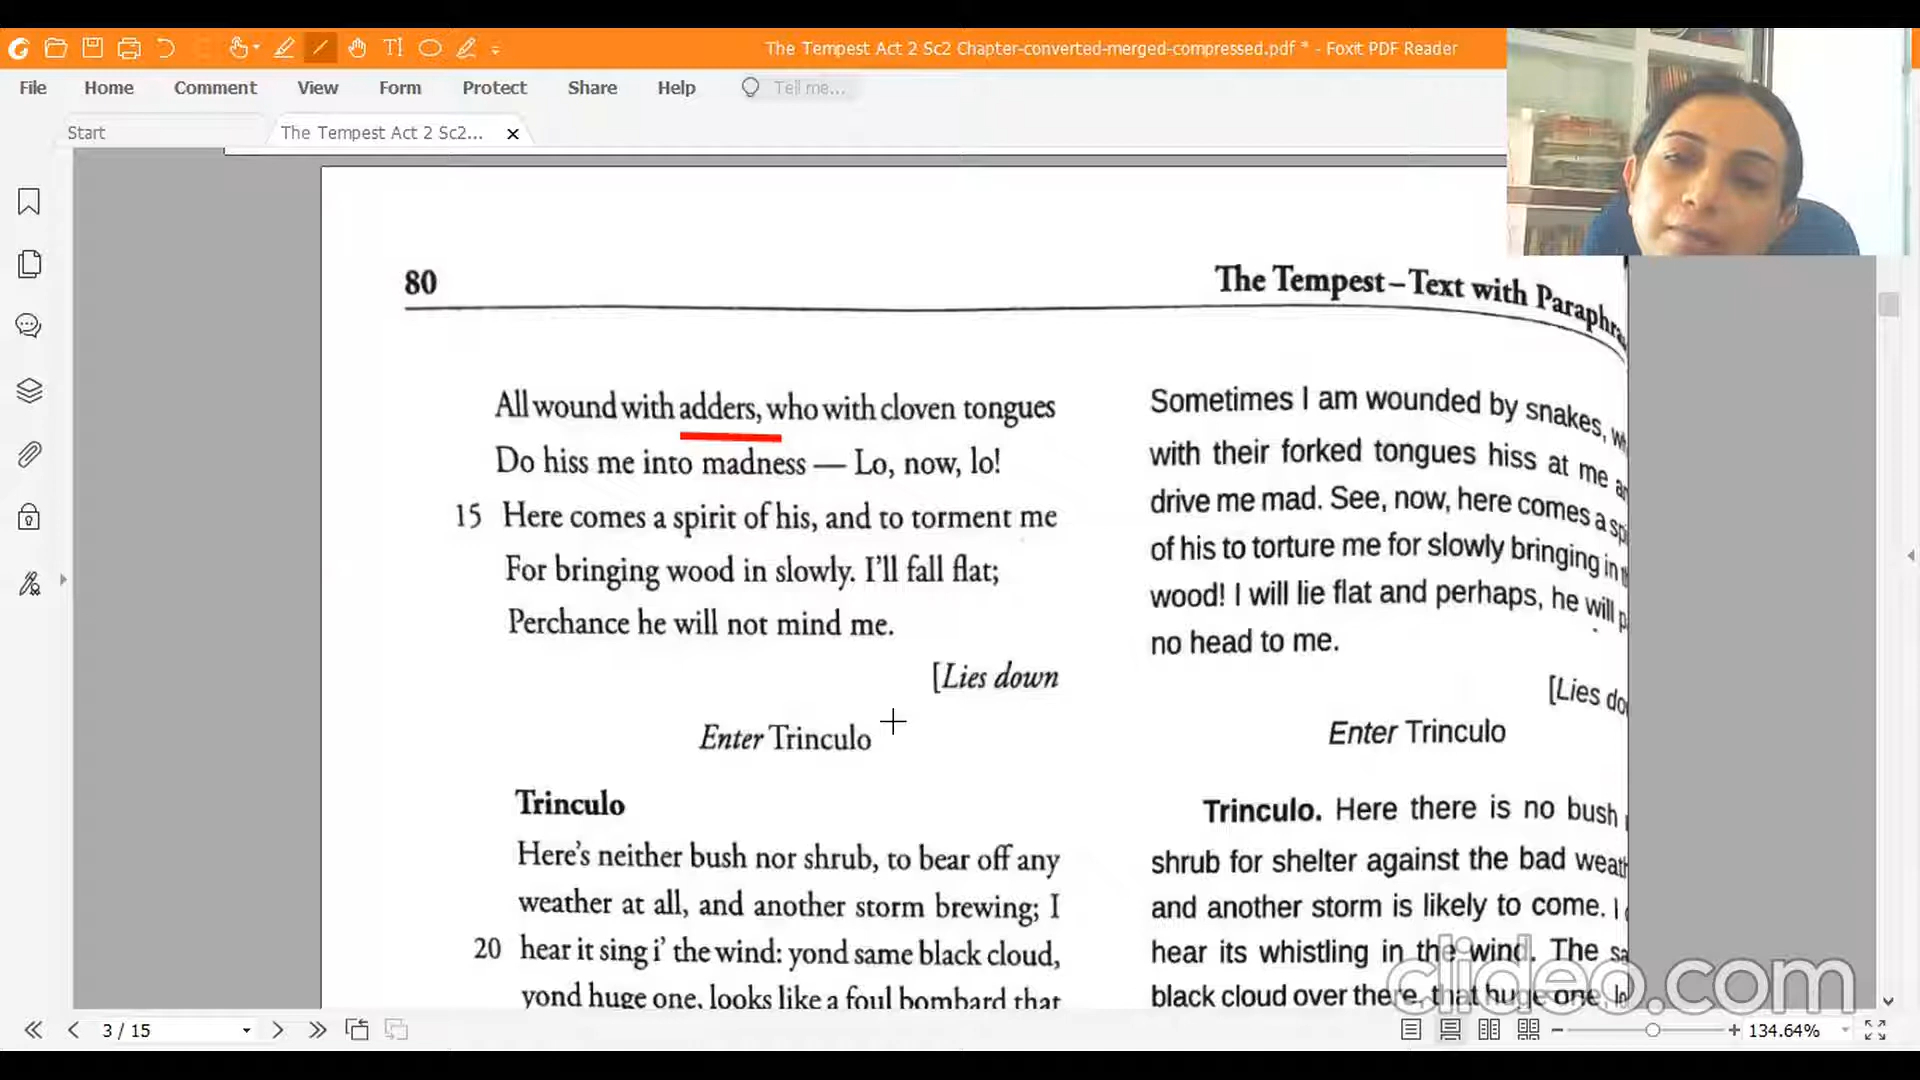 The Tempest Act 2 Sc2 Chapter-converted-merged-compressed.pdf * - Foxit PDF Reader
File Home Comment View Form Protect Share Help Tell me...
Start The Tempest Act 2 Sc2...
80 The Tempest – Text with
All wound with adders, who with cloven tongues
Do hiss me into madness — Lo, now, lo!
15 Here comes a spirit of his, and to torment me
For bringing wood in slowly. I'll fall flat;
Perchance he will not mind me.
[Lies down
Enter Trinculo
Trinculo
Here's neither bush nor shrub, to bear off any
weather at all, and another storm brewing; I
20 hear it sing i' the wind: yond same black cloud,
yond huge one, looks like a foul bombard that
Sometimes I am wounded by snakes,
with their forked tongues hiss at me
drive me mad. See, now, here comes a
of his to torture me for slowly bringing in
wood! I will lie flat and perhaps, he will
no head to me.
[Lies
Enter Trinculo
Trinculo. Here there is no bush
shrub for shelter against the bad
and another storm is likely to come. I
hear its whistling in the wind. The
black cloud over there, that huge one,
clideo.com
3 / 15
134.64%